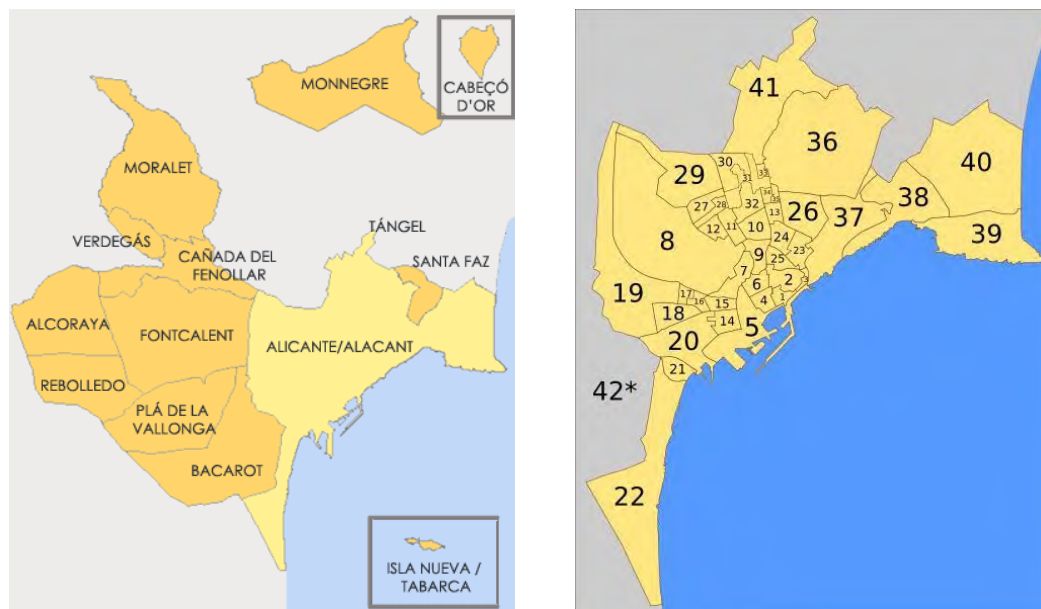 MONNEGRE
CABEÇÓ
D'OR
MORALET
VERDEGÁS
TÁNGEL
CAÑADA DEL
FENOLLAR
SANTA FAZ
ALCORAYA
FONTCALENT
ALICANTE/ALACANT
REBOLLEDO
PLÁ DE LA
VALLONGA
BACAROT
ISLA NUEVA /
TABARCA
41
36
40
30
33
29
31
34
35
38
27
28
32
13
26
37
12
11
10
24
39
8
23
9
25
7
2
6
3
19
17
16
4
1
15
18
14
5
20
21
42*
22